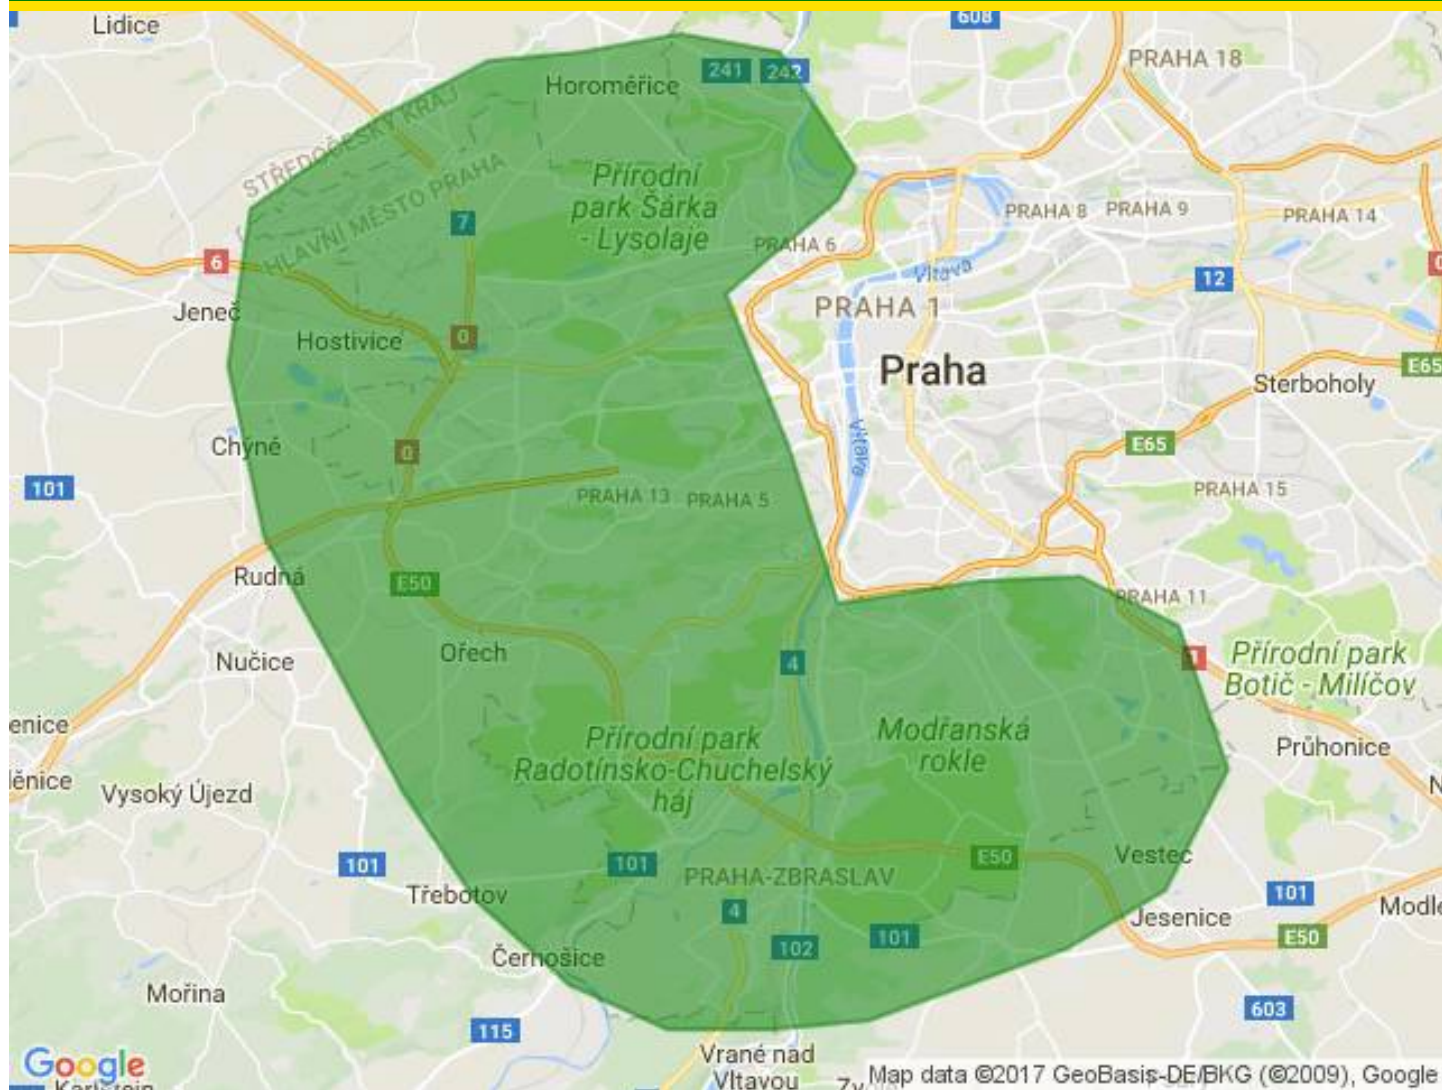 Lidice
608
PRAHA 18
241
242
Horoměřice
STŘEDOČESKÝ KRAJ
HLAVNÍ MĚSTO PRAHA
Přírodní
park Šárka
- Lysolaje
7
PRAHA 8
PRAHA 9
PRAHA 14
PRAHA 6
6
Vltava
12
0
Jeneč
PRAHA 1
Hostivice
0
Praha
E65
Sterboholy
Chýně
0
Vltava
E65
101
PRAHA 13
PRAHA 5
PRAHA 15
Rudná
E50
PRAHA 11
Nučice
Ořech
4
1
Přírodní park
Botič - Milíčov
enice
Přírodní park
Radotínsko-Chuchelský
háj
Modřanská
rokle
Průhonice
ěnice
Vysoký Újezd
N
101
101
E50
Vestec
PRAHA-ZBRASLAV
Třebotov
4
101
Modle
Jesenice
102
101
E50
Černošice
Mořina
603
115
Vrané nad
Vltavou
Google
Map data ©2017 GeoBasis-DE/BKG (©2009), Google